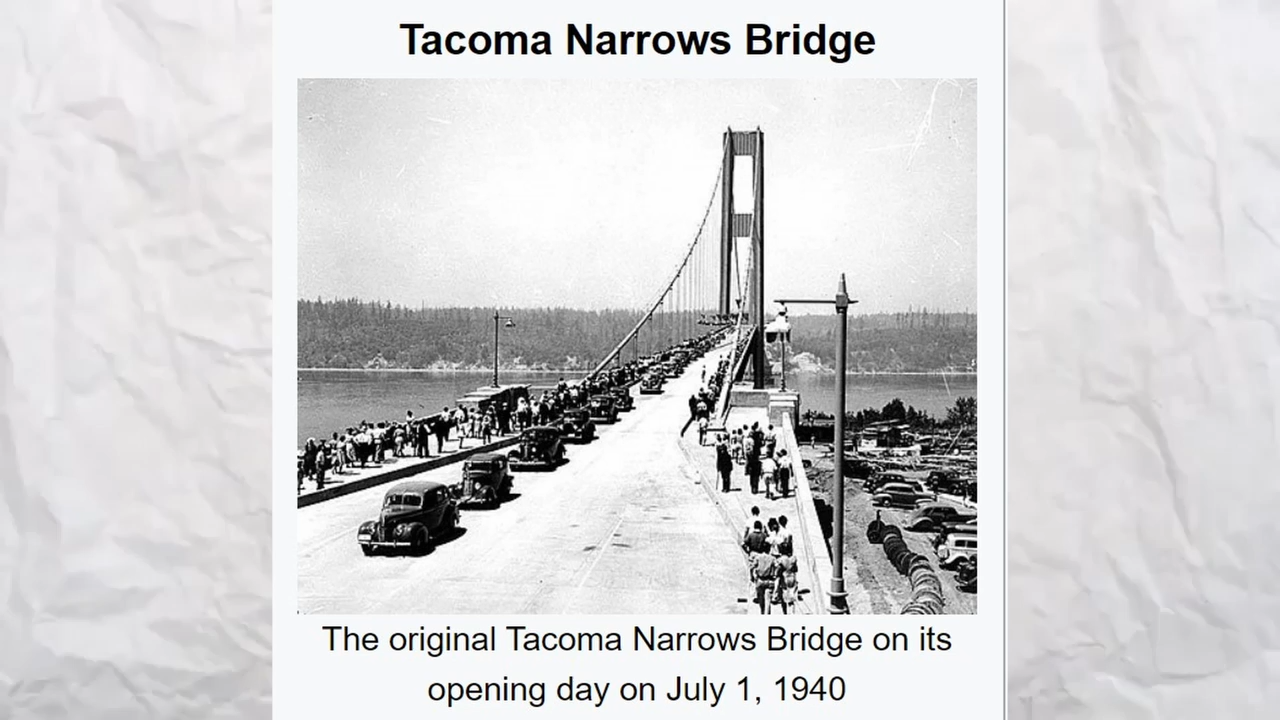 Tacoma Narrows Bridge
The original Tacoma Narrows Bridge on its
opening day on July 1, 1940